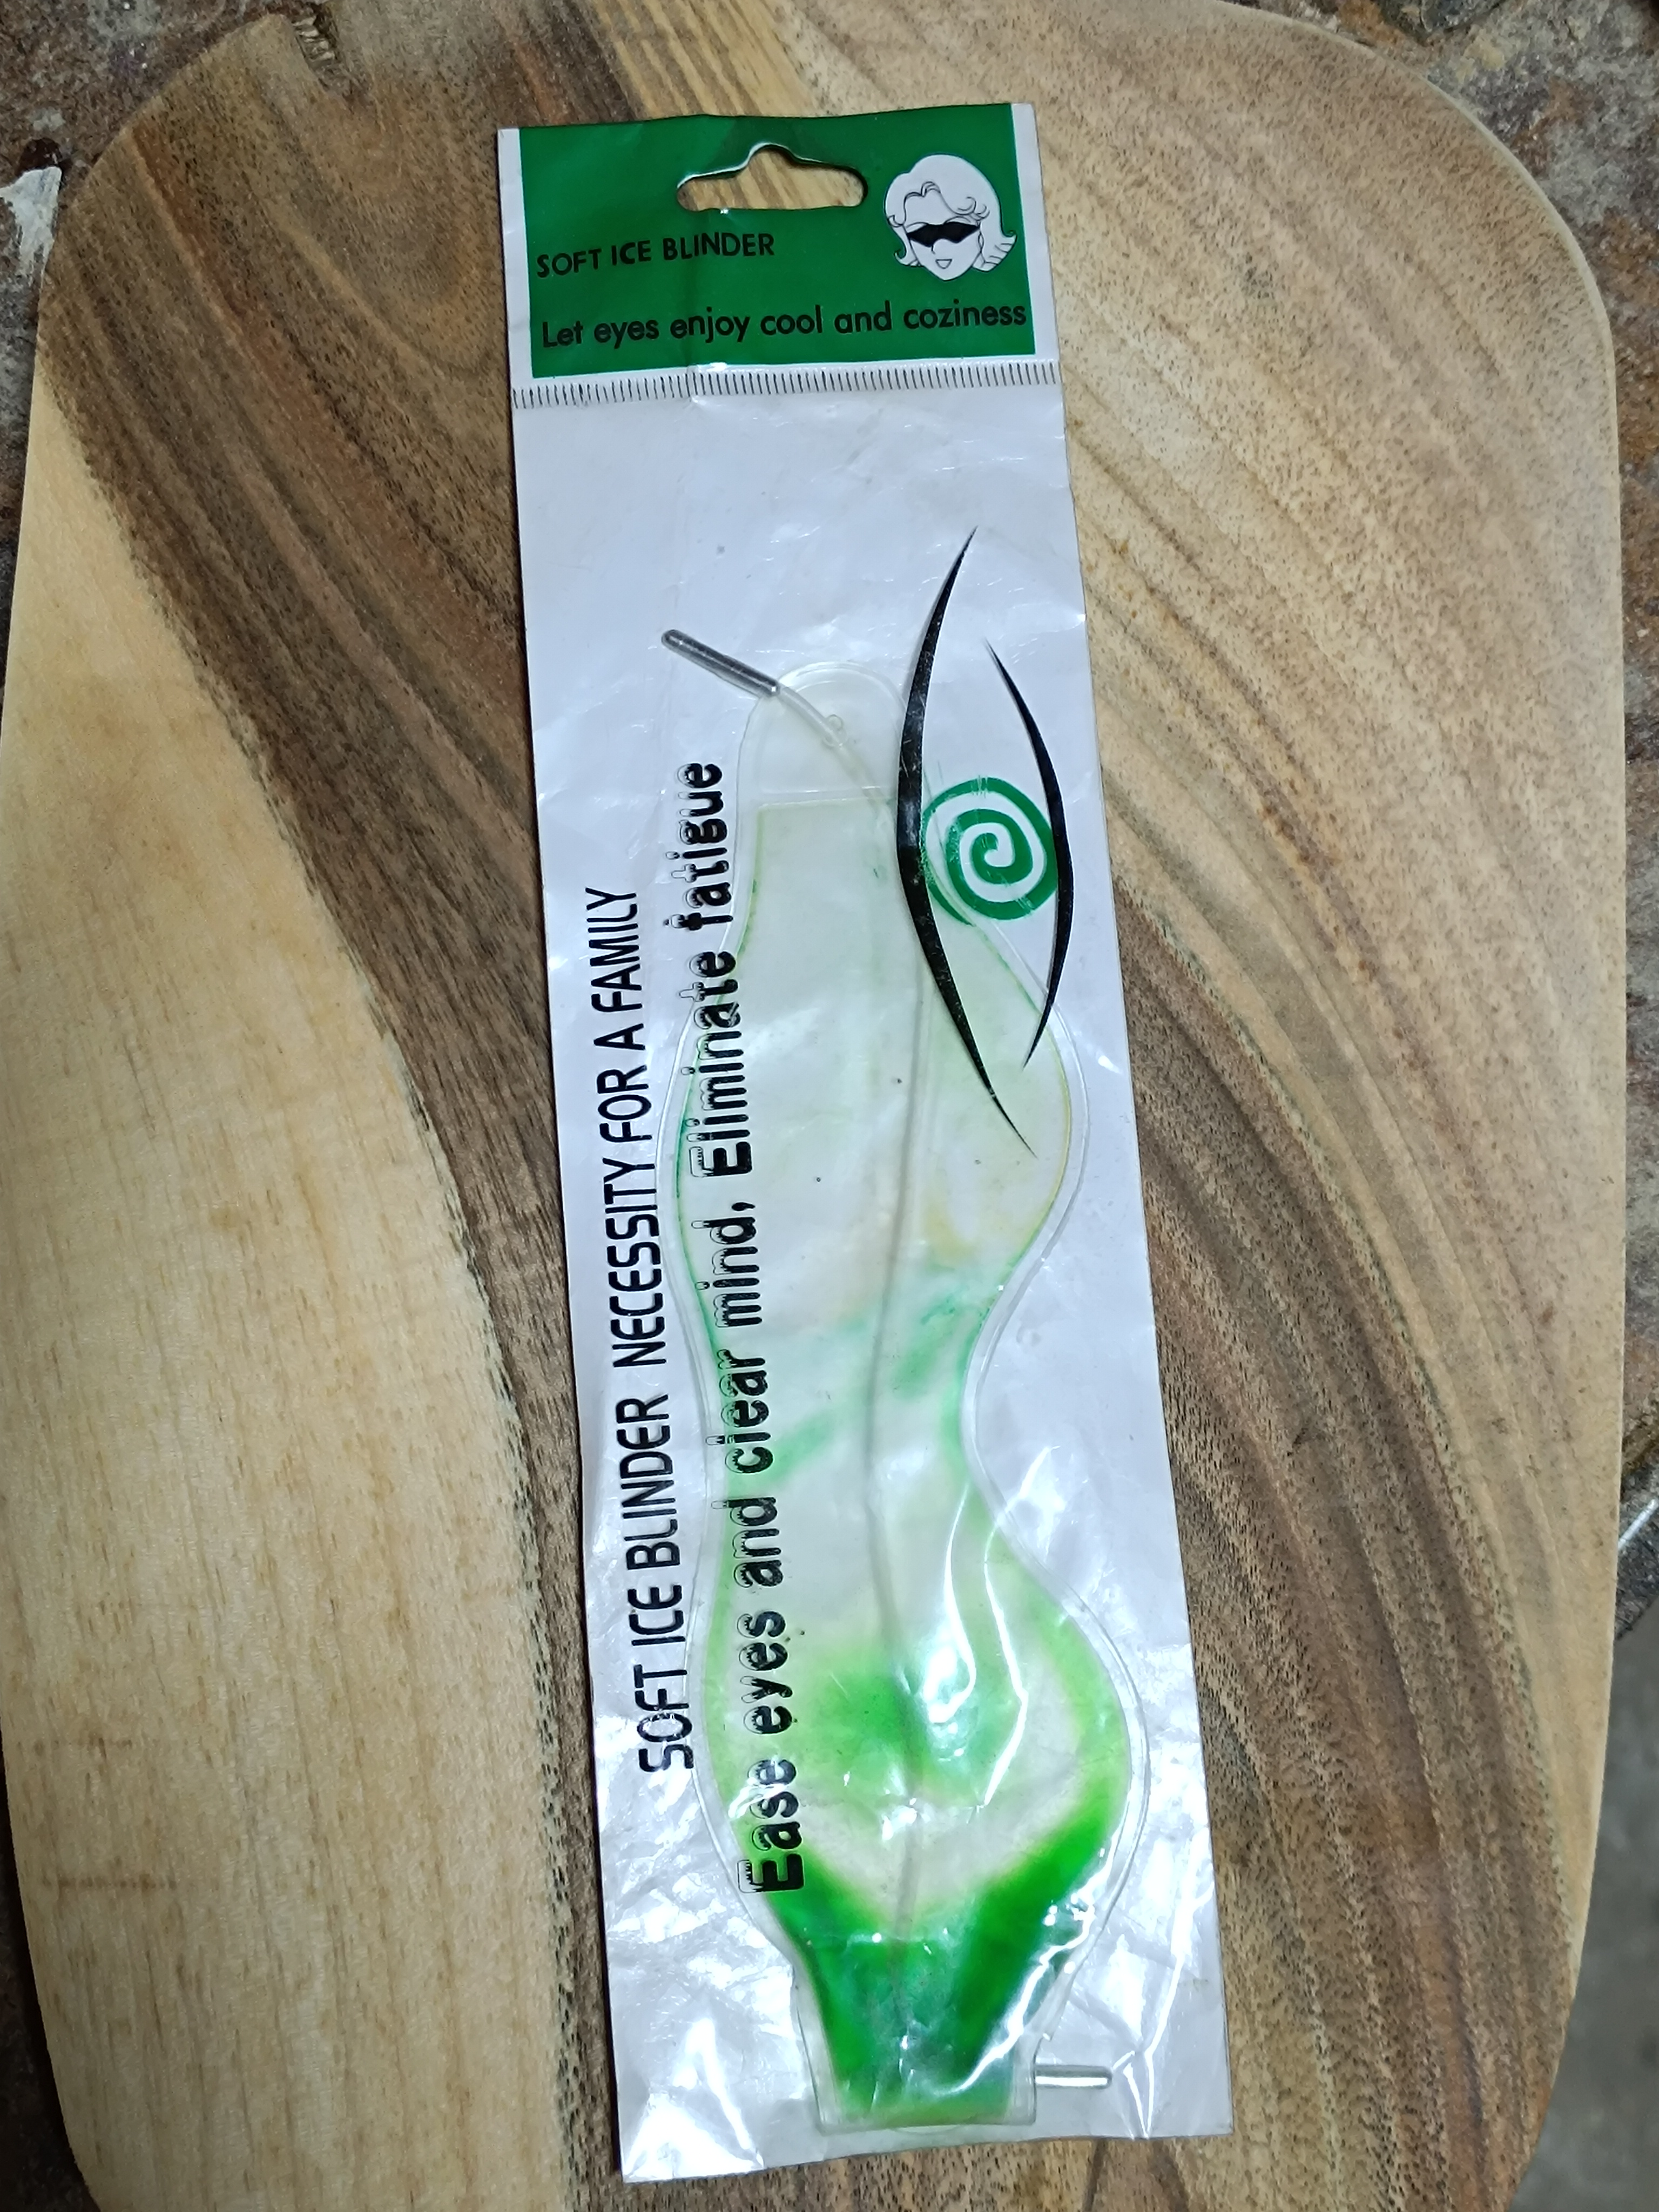 SOFT ICE BLINDER
Let eyes enjoy cool and coziness
SOFT ICE BLINDER NECESSITY FOR A FAMILY
Ease eyes and clear mind, Eliminate fatigue